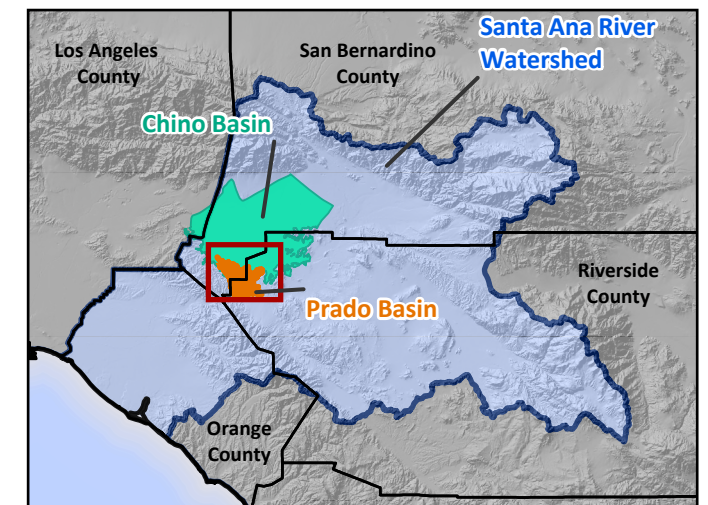 Santa Ana River
Watershed
Los Angeles
County
San Bernardino
County
Chino Basin
Riverside
County
Prado Basin
Orange
County